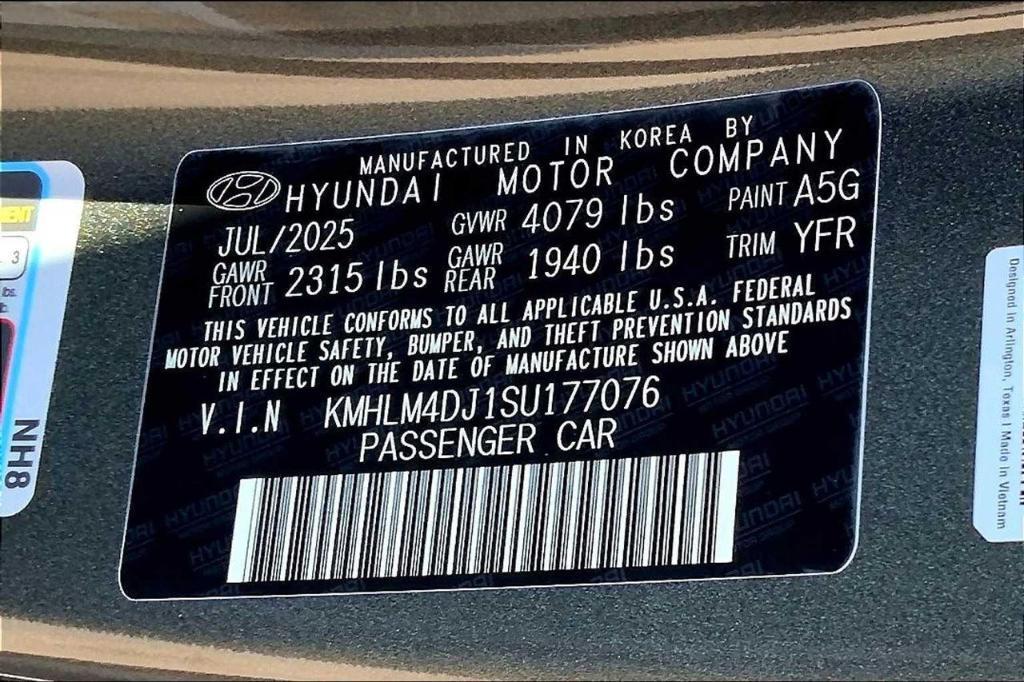 MANUFACTURED IN KOREA BY
HYUNDAI MOTOR COMPANY
JUL/2025 GVWR 4079 lbs PAINT A5G
GAWR FRONT 2315 lbs GAWR REAR 1940 lbs TRIM YFR
THIS VEHICLE CONFORMS TO ALL APPLICABLE U.S.A. FEDERAL
MOTOR VEHICLE SAFETY, BUMPER, AND THEFT PREVENTION STANDARDS
IN EFFECT ON THE DATE OF MANUFACTURE SHOWN ABOVE
V.I.N KMHLM4DJ1SU177076
PASSENGER CAR
3
lbs.
NH8
Designed in Arlington, Texas | Made in Vietnam